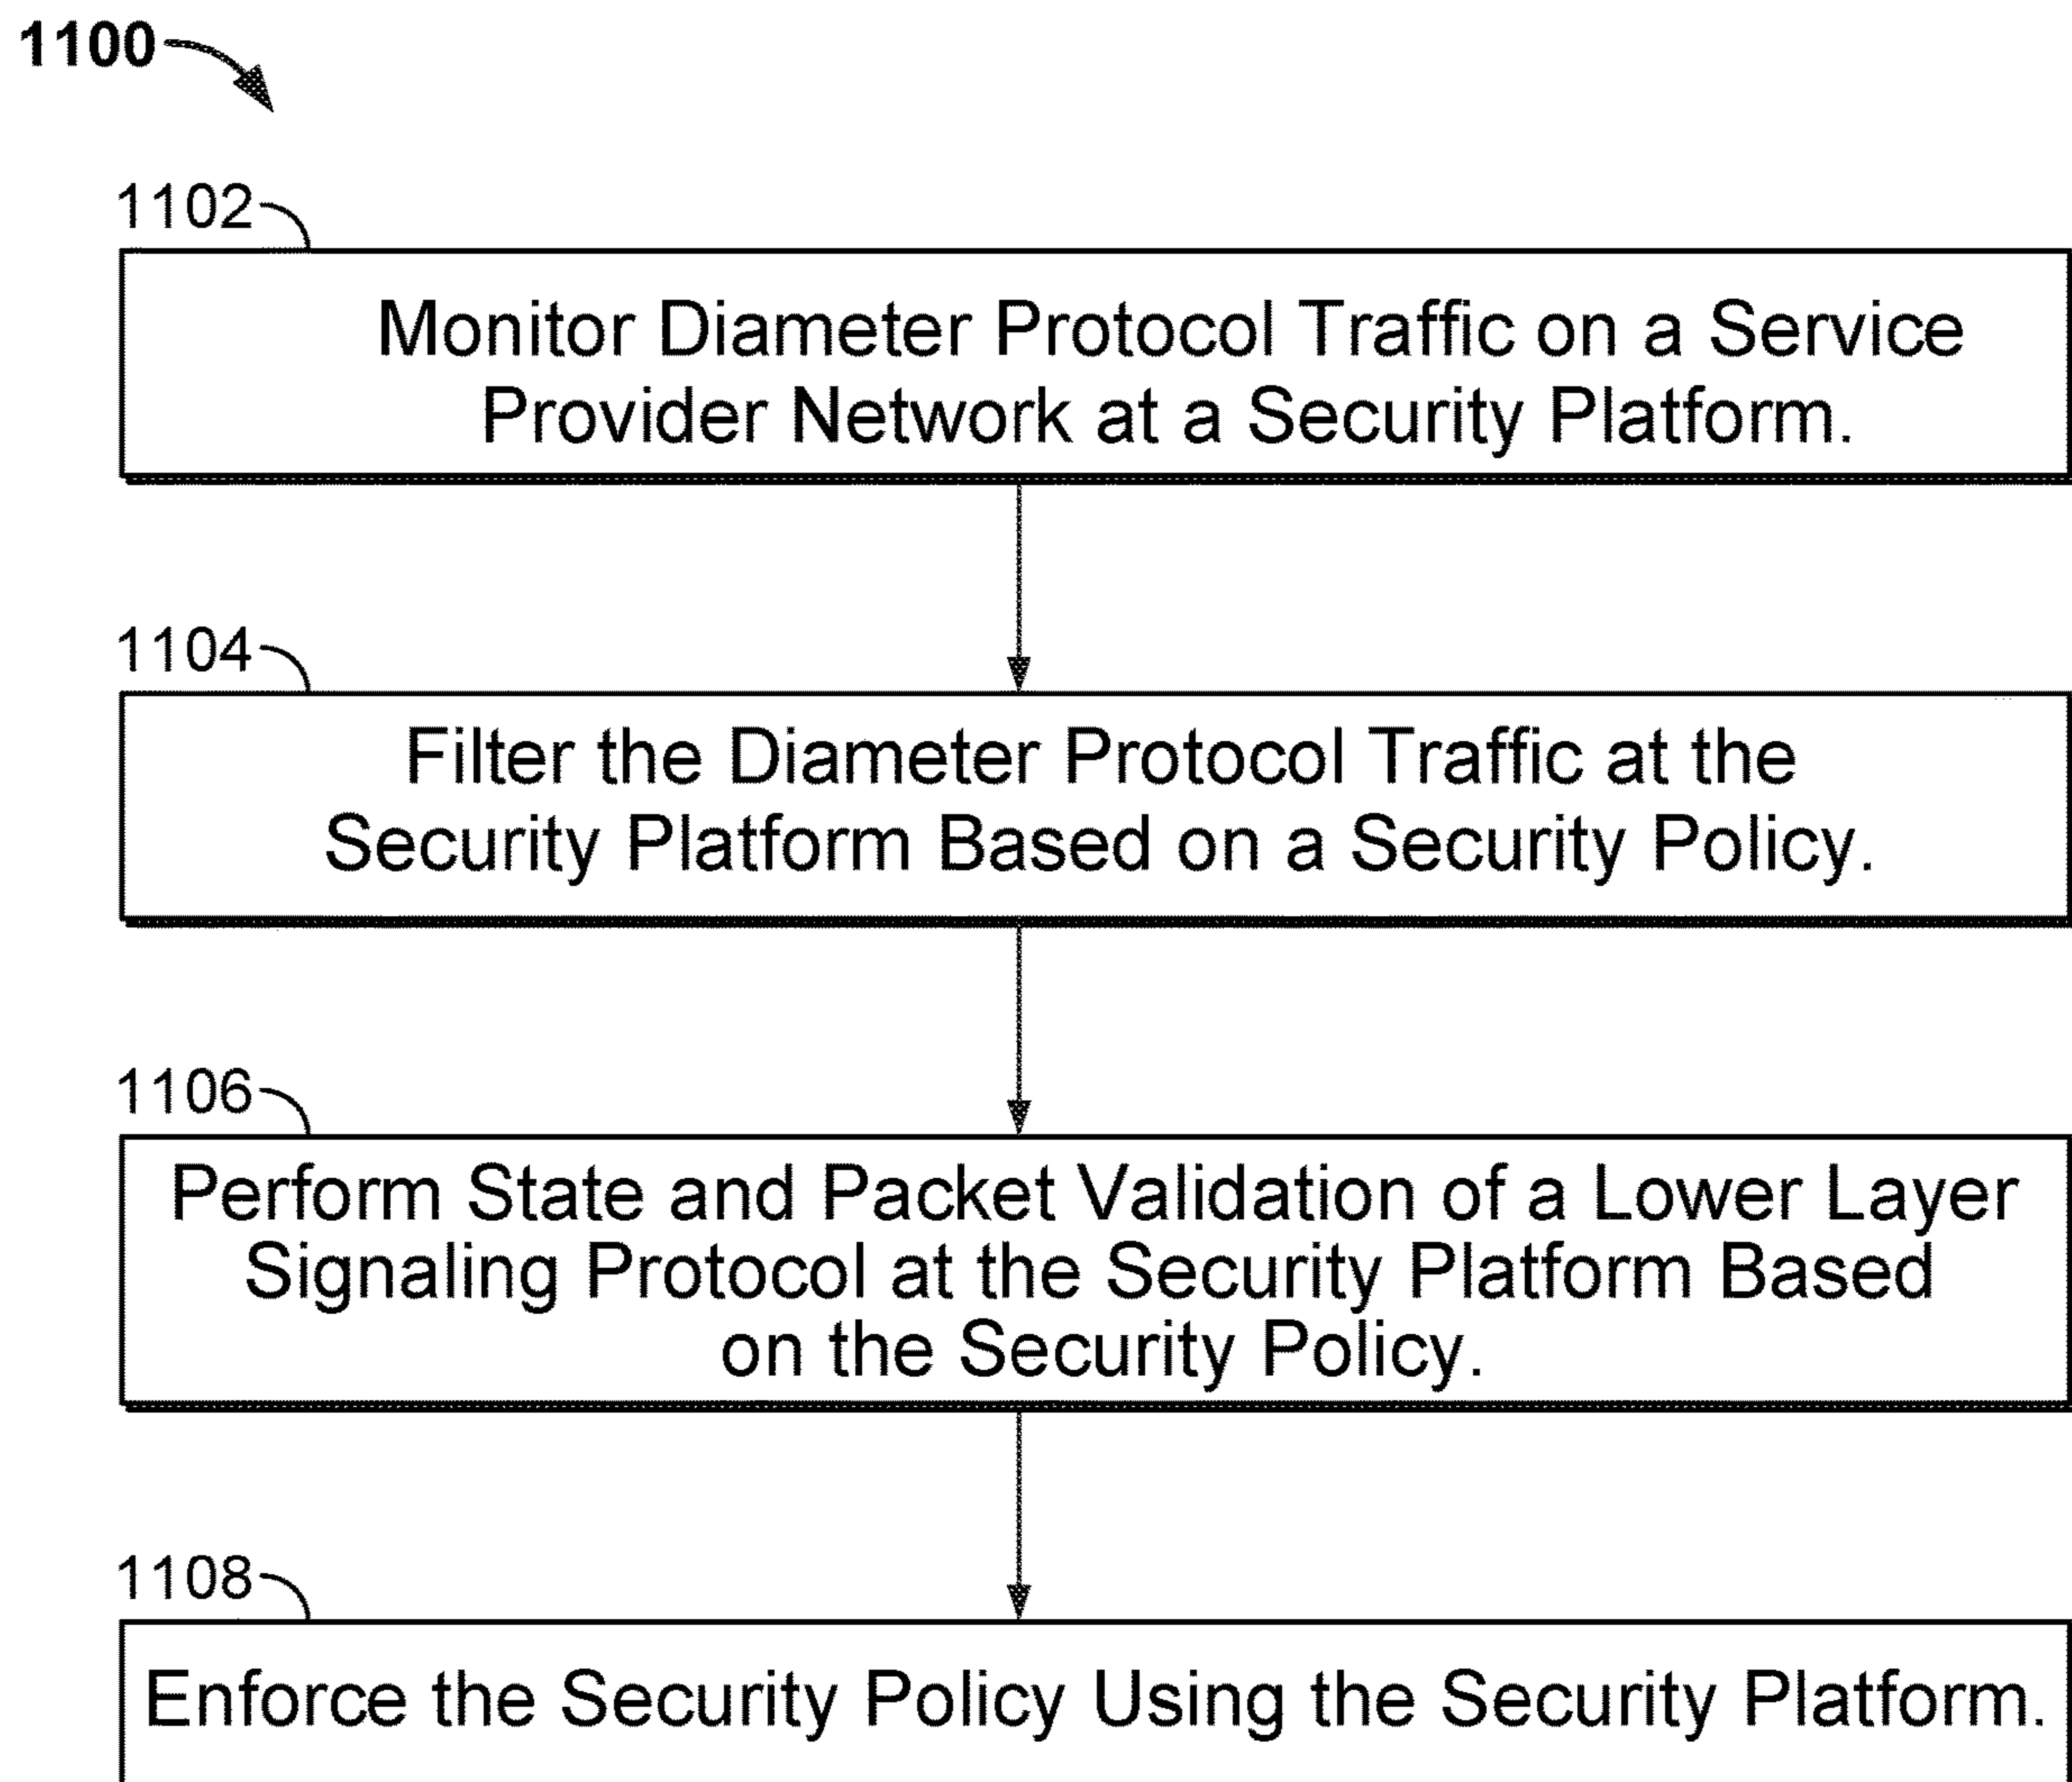 1100
1102
Monitor Diameter Protocol Traffic on a Service
Provider Network at a Security Platform.
1104
Filter the Diameter Protocol Traffic at the
Security Platform Based on a Security Policy.
1106
Perform State and Packet Validation of a Lower Layer
Signaling Protocol at the Security Platform Based
on the Security Policy.
1108
Enforce the Security Policy Using the Security Platform.